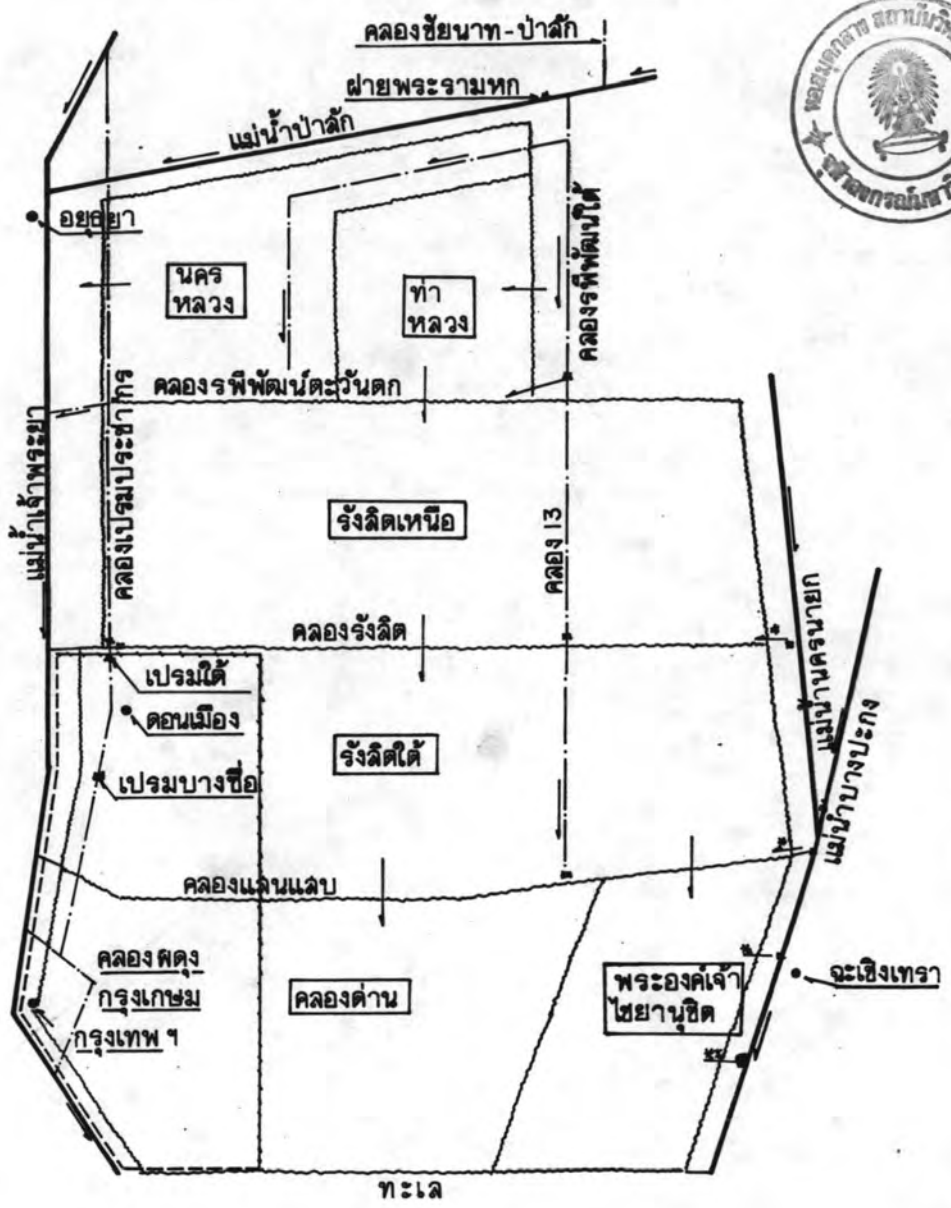 คลองชัยนาท-ป่าสัก
ฝายพระรามหก
แม่น้ำป่าสัก
อยุธยา
นคร
หลวง
ท่า
หลวง
คลองรพีพัฒน์ใต้
คลองรพีพัฒน์ตะวันตก
แม่น้ำเจ้าพระยา
คลองเปรมประชากร
รังสิตเหนือ
คลอง 13
แม่น้ำนครนายก
คลองรังสิต
เปรมใต้
ดอนเมือง
เปรมบางซื่อ
รังสิตใต้
แม่น้ำบางปะกง
คลองแสนแสบ
คลองผดุง
กรุงเกษม
กรุงเทพฯ
คลองด่าน
พระองค์เจ้า
ไชยานุชิต
ฉะเชิงเทรา
ทะเล